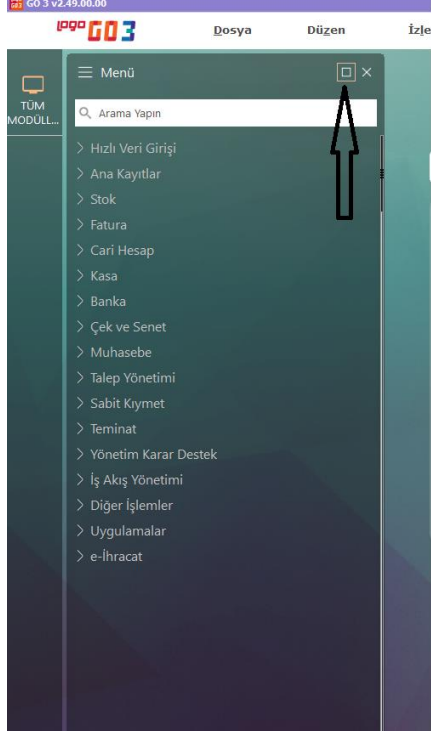 GO 3 v2.49.00.00
logo GO 3
Dosya Düzen İzle
Menü
TÜM
MODÜLL...
Arama Yapın
Hızlı Veri Girişi
Ana Kayıtlar
Stok
Fatura
Cari Hesap
Kasa
Banka
Çek ve Senet
Muhasebe
Talep Yönetimi
Sabit Kıymet
Teminat
Yönetim Karar Destek
İş Akış Yönetimi
Diğer İşlemler
Uygulamalar
e-İhracat